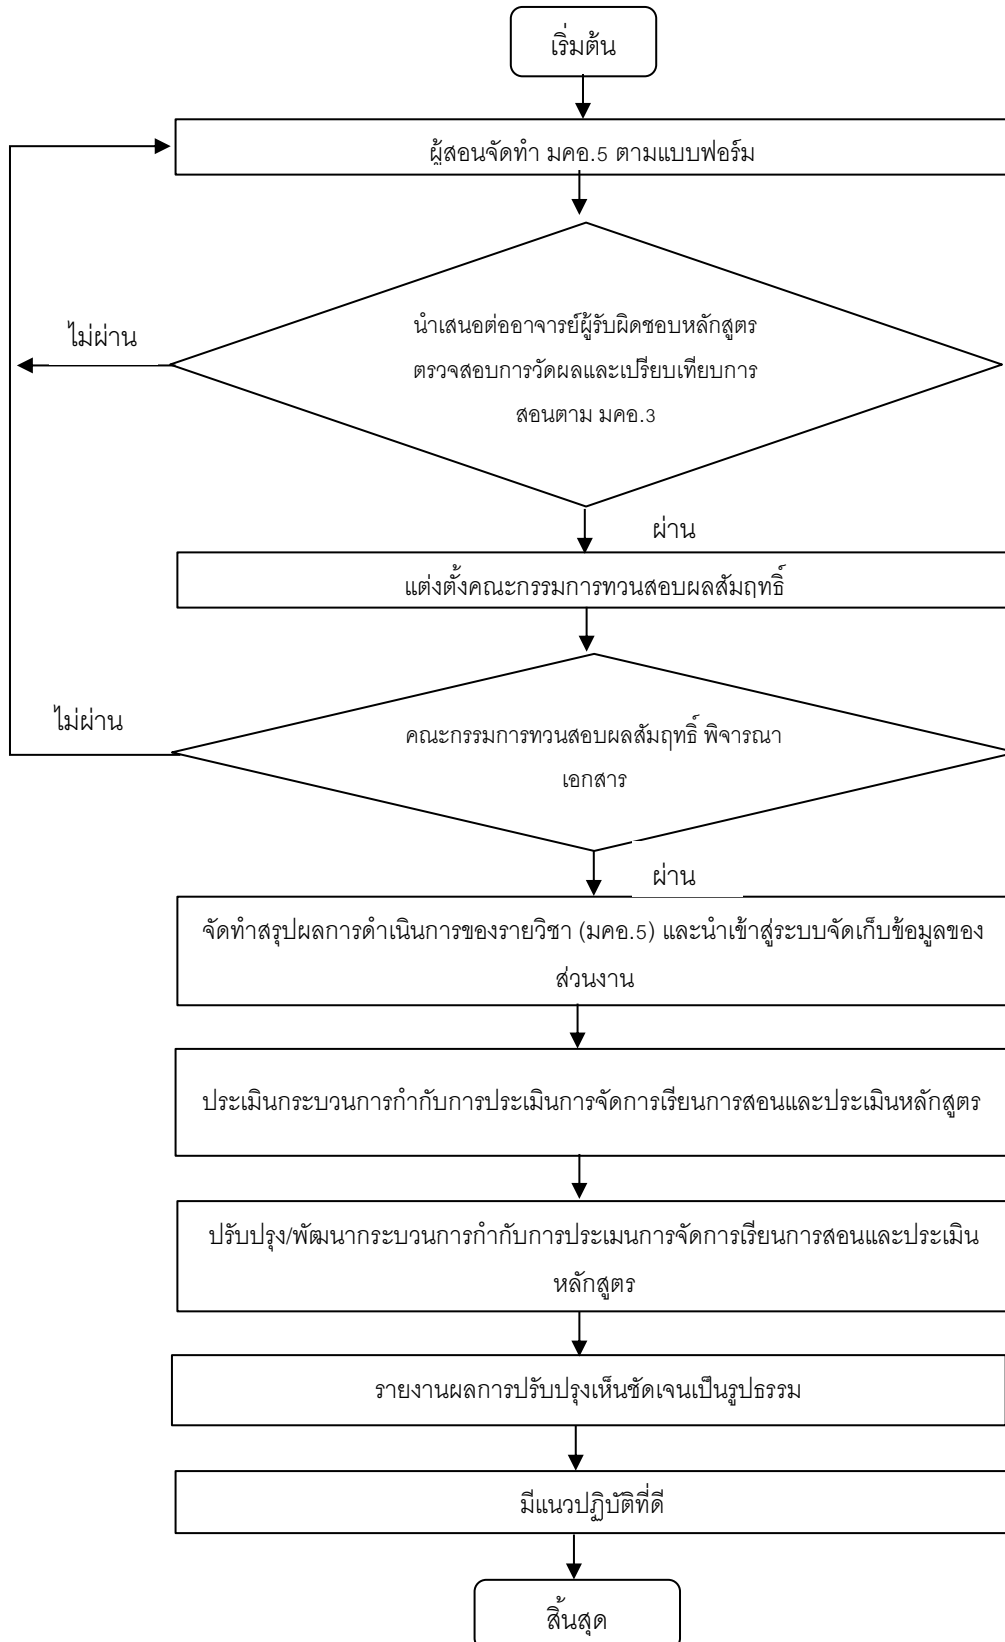 เริ่มต้น
ผู้สอนจัดทำ มคอ.5 ตามแบบฟอร์ม
ไม่ผ่าน
นำเสนอต่ออาจารย์ผู้รับผิดชอบหลักสูตร
ตรวจสอบการวัดผลและเปรียบเทียบการ
สอนตาม มคอ.3
ผ่าน
แต่งตั้งคณะกรรมการทวนสอบผลสัมฤทธิ์
ไม่ผ่าน
คณะกรรมการทวนสอบผลสัมฤทธิ์ พิจารณา
เอกสาร
ผ่าน
จัดทำสรุปผลการดำเนินการของรายวิชา (มคอ.5) และนำเข้าสู่ระบบจัดเก็บข้อมูลของ
ส่วนงาน
ประเมินกระบวนการกำกับการประเมินการจัดการเรียนการสอนและประเมินหลักสูตร
ปรับปรุง/พัฒนากระบวนการกำกับการประเมนการจัดการเรียนการสอนและประเมิน
หลักสูตร
รายงานผลการปรับปรุงเห็นชัดเจนเป็นรูปธรรม
มีแนวปฏิบัติที่ดี
สิ้นสุด